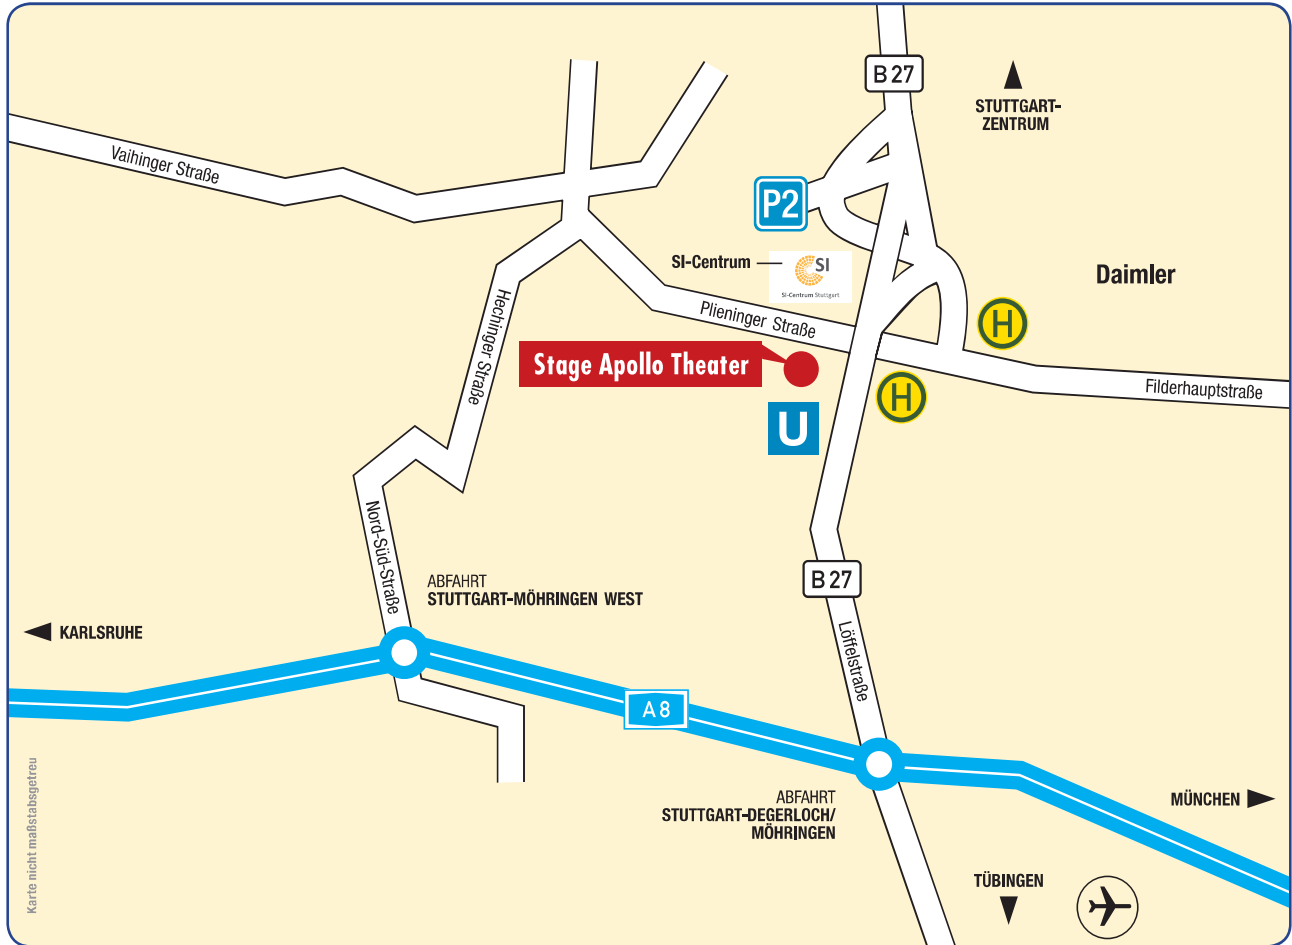 B 27
STUTTGART-
ZENTRUM
Vaihinger Straße
P2
SI-Centrum
SI
SI-Centrum Stuttgart
Daimler
Hechinger Straße
Plieninger Straße
H
Stage Apollo Theater
H
Filderhauptstraße
U
Nord-Süd-Straße
ABFAHRT
STUTTGART-MÖHRINGEN WEST
B 27
KARLSRUHE
Löffelstraße
A 8
ABFAHRT
STUTTGART-DEGERLOCH/
MÖHRINGEN
MÜNCHEN
TÜBINGEN
Karte nicht maßstabsgetreu